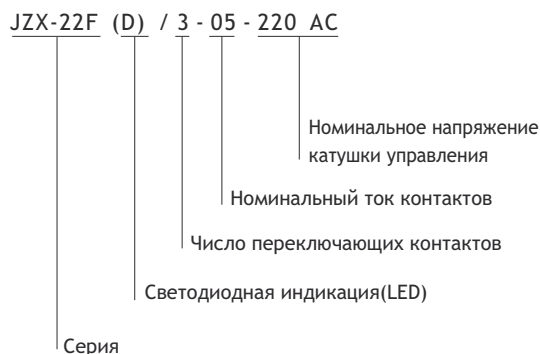 JZX-22F (D) / 3 - 05 - 220 AC
Номинальное напряжение
катушки управления
Номинальный ток контактов
Число переключающих контактов
Светодиодная индикация(LED)
Серия